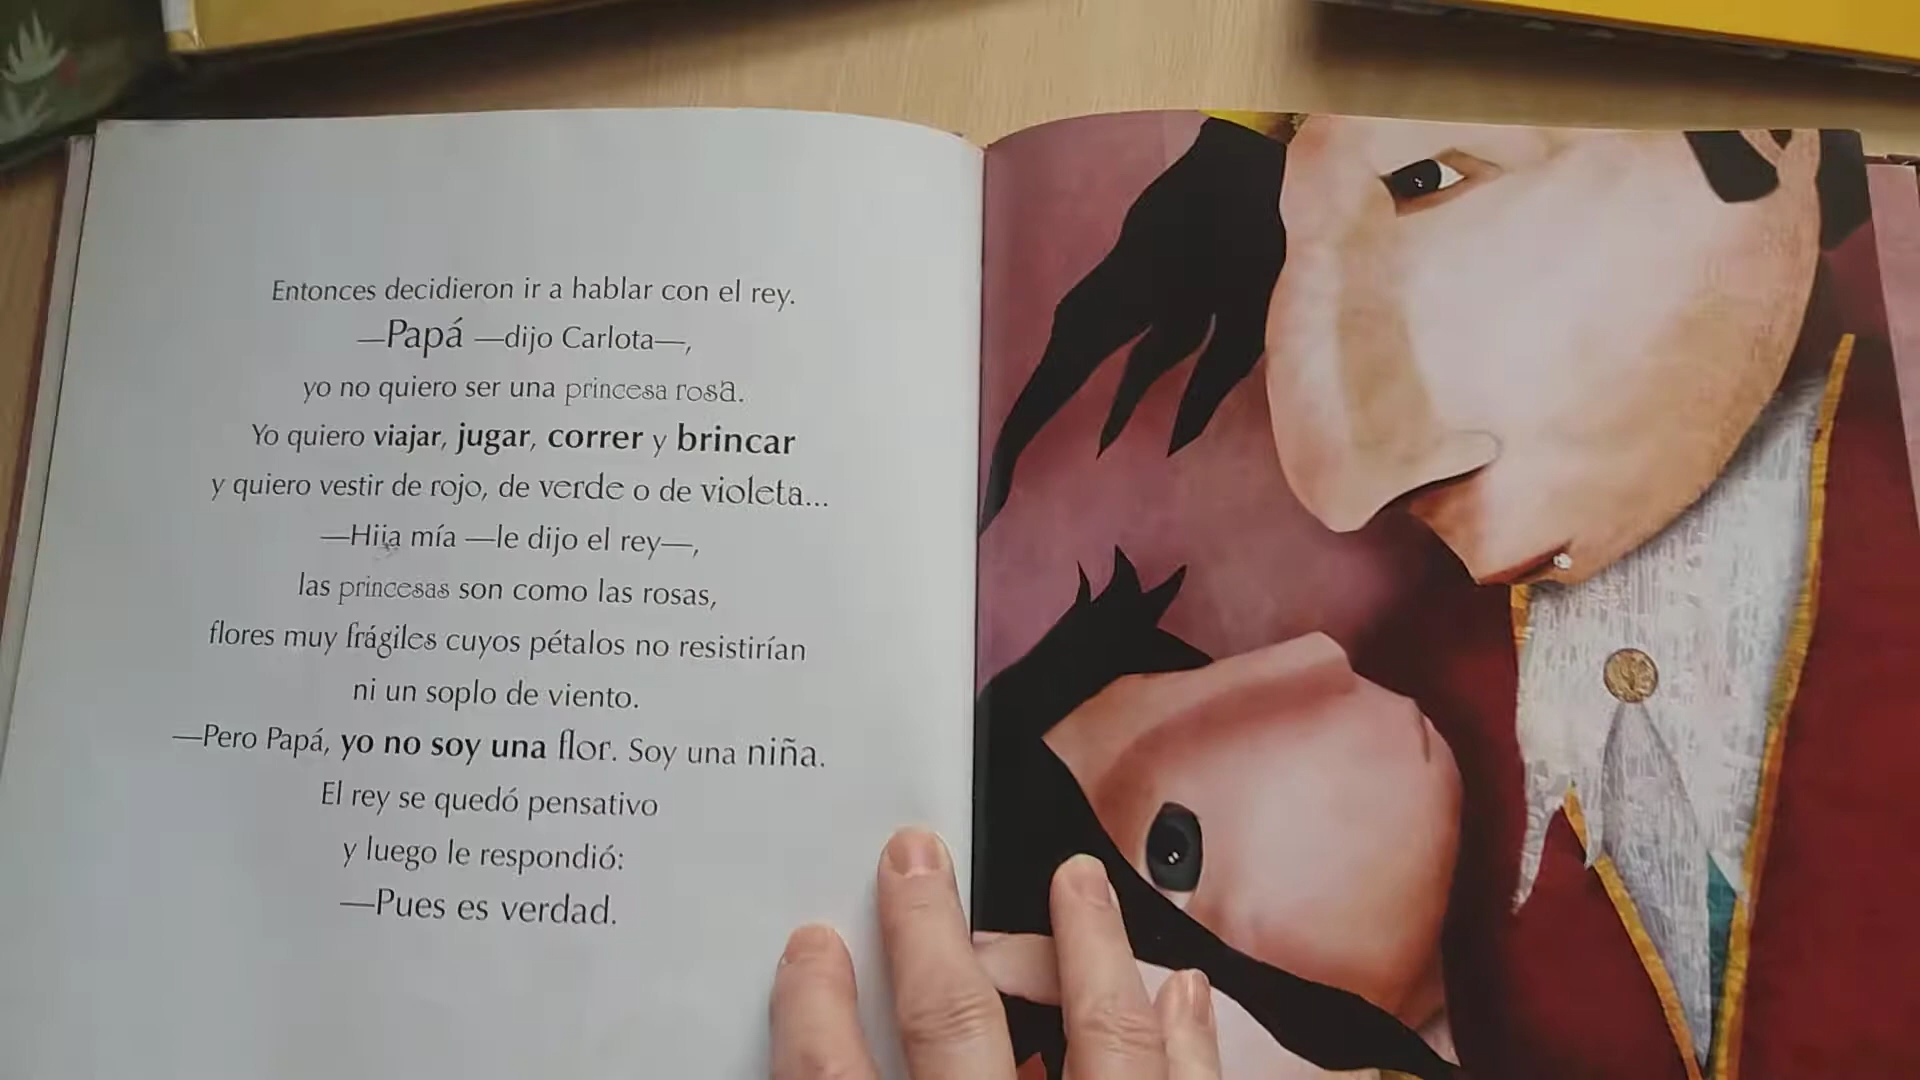 Entonces decidieron ir a hablar con el rey.
—Papá —dijo Carlota—,
yo no quiero ser una princesa rosa.
Yo quiero viajar, jugar, correr y brincar
y quiero vestir de rojo, de verde o de violeta...
—Hija mía —le dijo el rey—,
las princesas son como las rosas,
flores muy frágiles cuyos pétalos no resistirían
ni un soplo de viento.
—Pero Papá, yo no soy una flor. Soy una niña.
El rey se quedó pensativo
y luego le respondió:
—Pues es verdad.